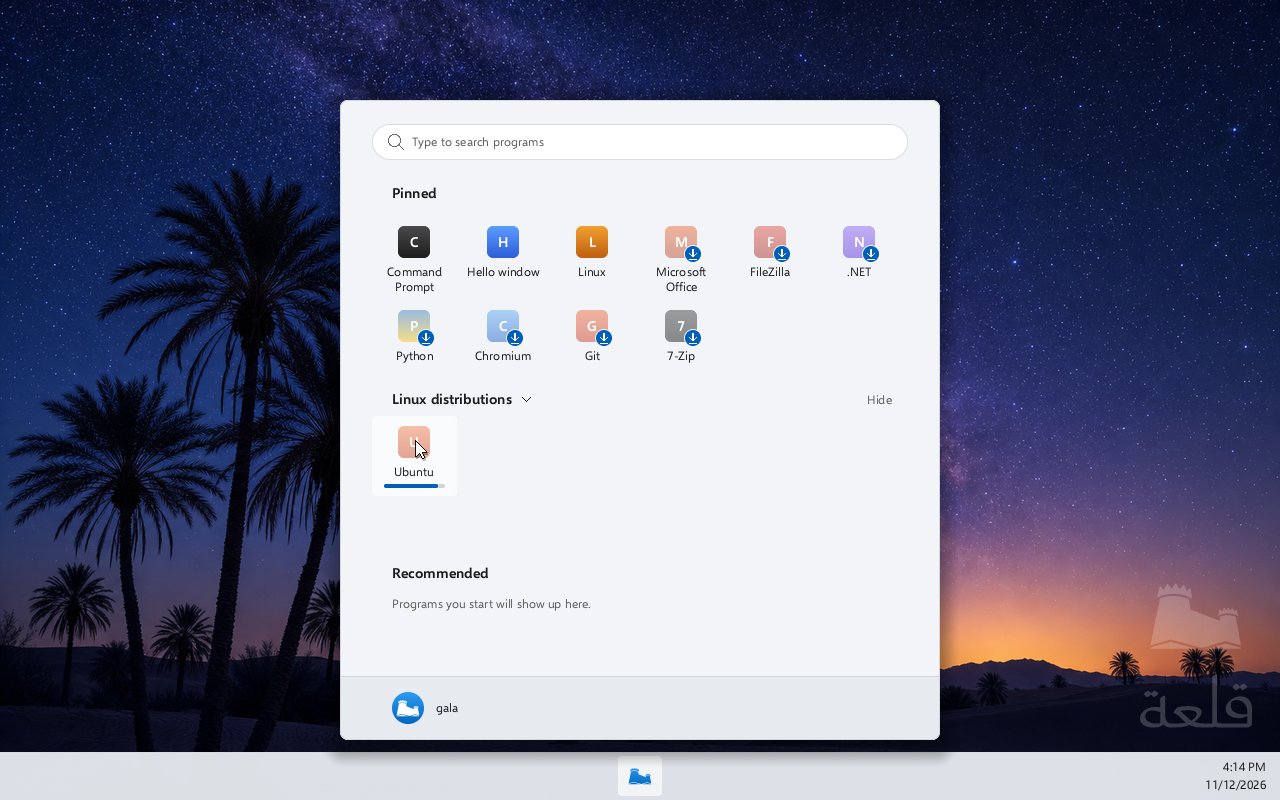 Type to search programs
Pinned
C
H
L
M
F
N
Command Prompt
Hello window
Linux
Microsoft Office
FileZilla
.NET
P
C
G
7
Python
Chromium
Git
7-Zip
Linux distributions
Hide
Ubuntu
Recommended
Programs you start will show up here.
gala
قلعة
4:14 PM
11/12/2026